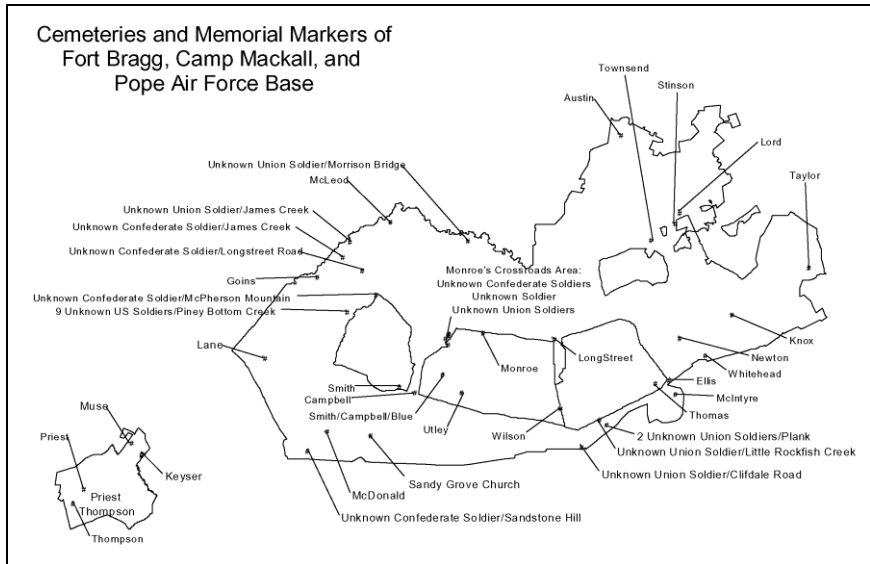 Cemeteries and Memorial Markers of
Fort Bragg, Camp Mackall, and
Pope Air Force Base
Townsend
Stinson
Austin
Lord
Taylor
Unknown Union Soldier/Morrison Bridge
McLeod
Unknown Union Soldier/James Creek
Unknown Confederate Soldier/James Creek
Unknown Confederate Soldier/Longstreet Road
Goins
Monroe's Crossroads Area:
Unknown Confederate Soldiers
Unknown Soldier
Unknown Union Soldiers
Unknown Confederate Soldier/McPherson Mountain
9 Unknown US Soldiers/Piney Bottom Creek
Lane
Knox
Newton
Whitehead
LongStreet
Monroe
Smith
Campbell
Smith/Campbell/Blue
Ellis
McIntyre
Thomas
Utley
Wilson
2 Unknown Union Soldiers/Plank
Unknown Union Soldier/Little Rockfish Creek
Unknown Union Soldier/Clifdale Road
Sandy Grove Church
McDonald
Unknown Confederate Soldier/Sandstone Hill
Muse
Priest
Keyser
Priest
Thompson
Thompson